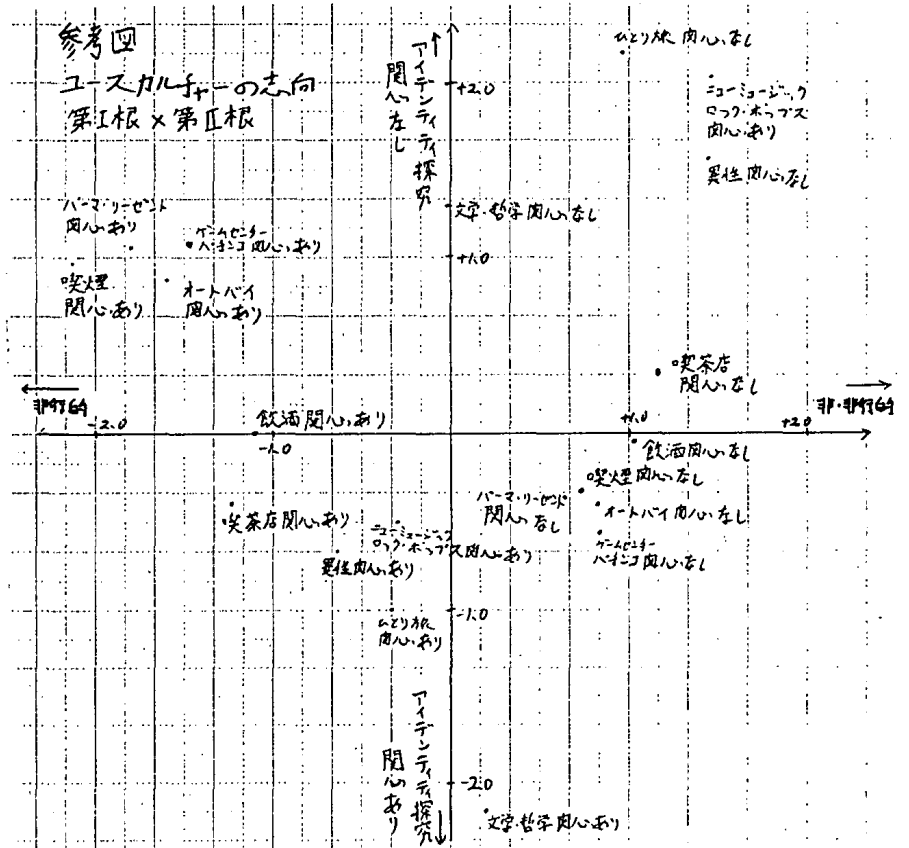 参考図
ユースカルチャーの志向
第Ⅰ根×第Ⅱ根
アイデンティティ探究
関心なし
+2.0
ひとり旅 関心なし
ニューミュージック
ロック・ポップス
関心あり
異性 関心なし
文学・哲学 関心なし
パーマ・リーゼント
関心あり
ゲームセンター
パチンコ 関心あり
+1.0
喫煙
関心あり
オートバイ
関心あり
喫茶店
関心なし
非行的
非・非行的
-2.0
飲酒 関心あり
-1.0
+1.0
+2.0
飲酒 関心なし
喫煙 関心なし
パーマ・リーゼント
関心なし
オートバイ 関心なし
喫茶店 関心あり
ニューミュージック
ロック・ポップス 関心あり
ゲームセンター
パチンコ 関心なし
異性 関心あり
-1.0
ひとり旅
関心あり
アイデンティティ探究
関心あり
-2.0
文学・哲学 関心あり